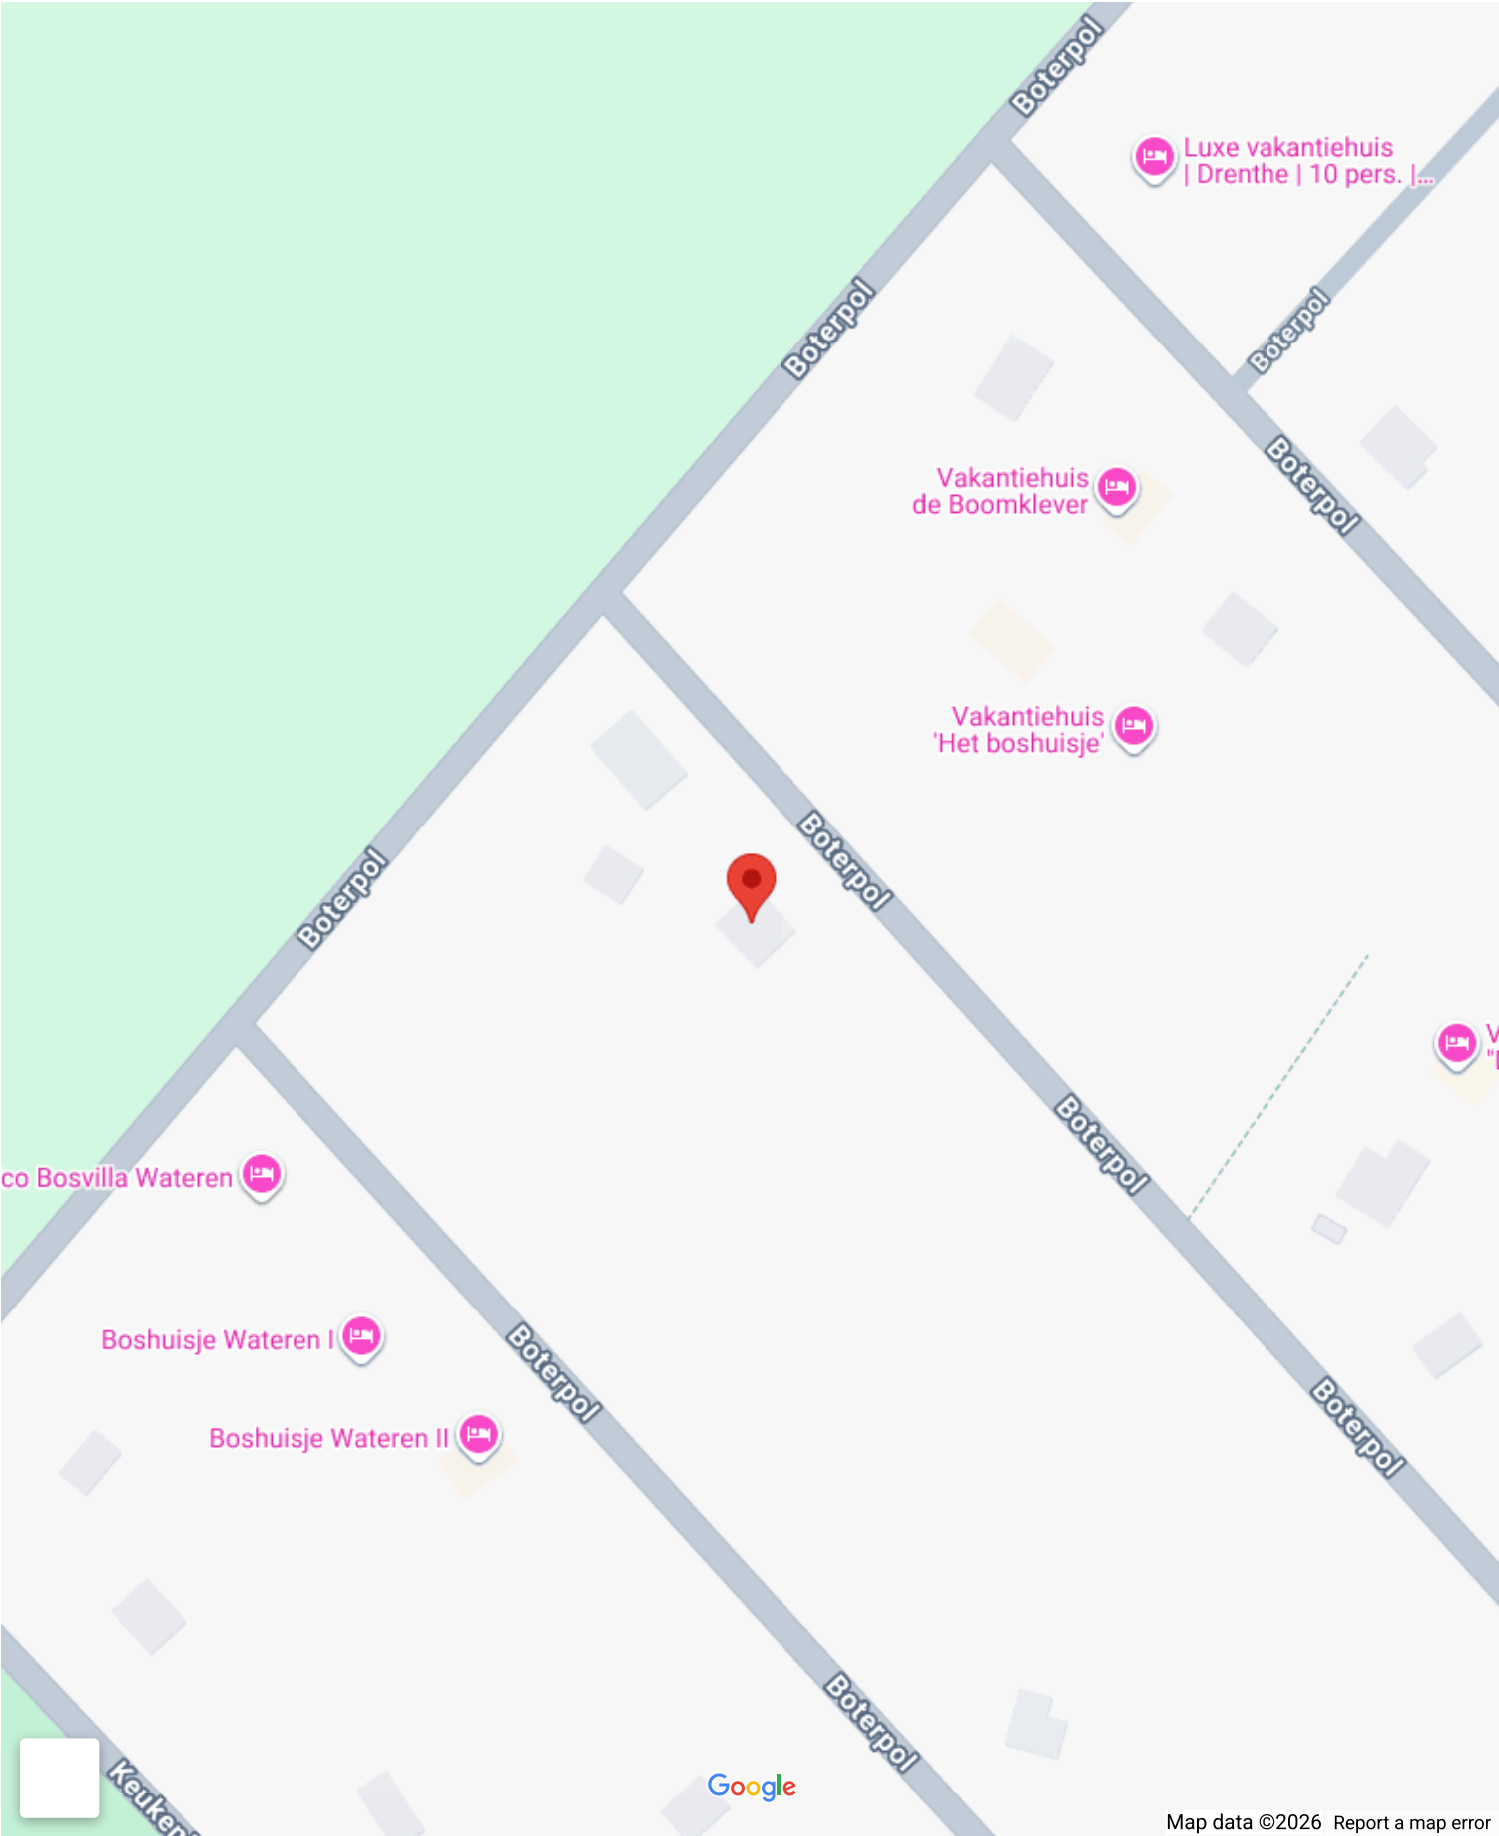 Boterpol
Luxe vakantiehuis
| Drenthe | 10 pers. |...
Boterpol
Boterpol
Boterpol
Vakantiehuis
de Boomklever
Vakantiehuis
'Het boshuisje'
Boterpol
Boterpol
V
Boterpol
co Bosvilla Wateren
Boshuisje Wateren I
Boterpol
Boterpol
Boshuisje Wateren II
Boterpol
Keuken
Google
Map data ©2026 Report a map error